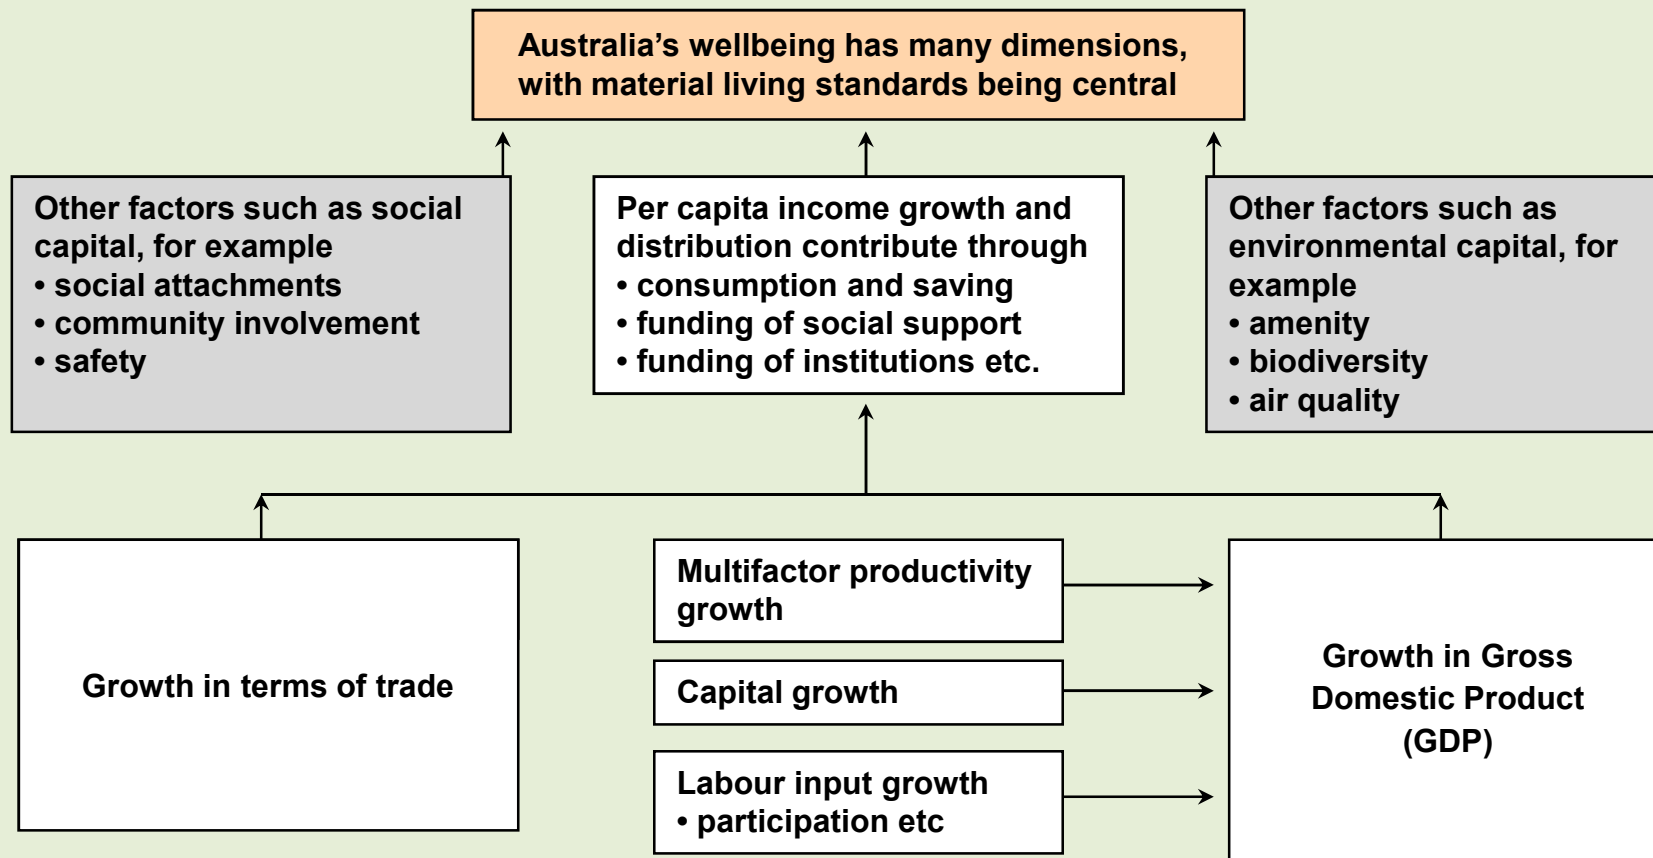 Australia’s wellbeing has many dimensions,
with material living standards being central
Other factors such as social
capital, for example
• social attachments
• community involvement
• safety
Per capita income growth and
distribution contribute through
• consumption and saving
• funding of social support
• funding of institutions etc.
Other factors such as
environmental capital, for
example
• amenity
• biodiversity
• air quality
Growth in terms of trade
Multifactor productivity
growth
Capital growth
Labour input growth
• participation etc
Growth in Gross
Domestic Product
(GDP)